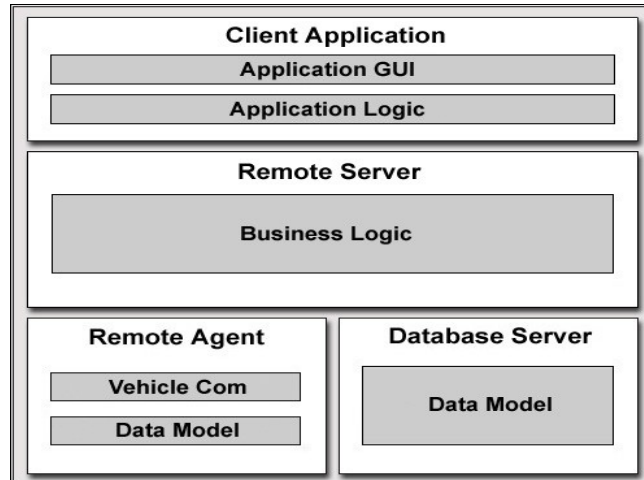 Client Application
Application GUI
Application Logic
Remote Server
Business Logic
Remote Agent
Vehicle Com
Data Model
Database Server
Data Model